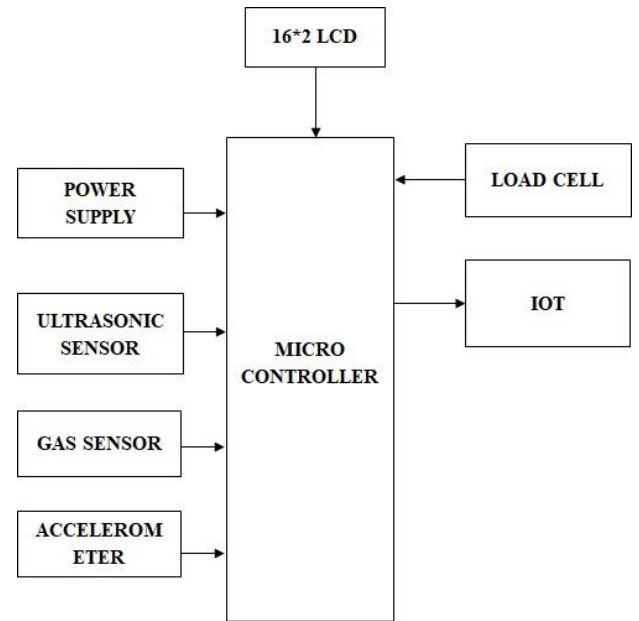 16*2 LCD
POWER
SUPPLY
LOAD CELL
ULTRASONIC
SENSOR
IOT
MICRO
CONTROLLER
GAS SENSOR
ACCELEROM
ETER